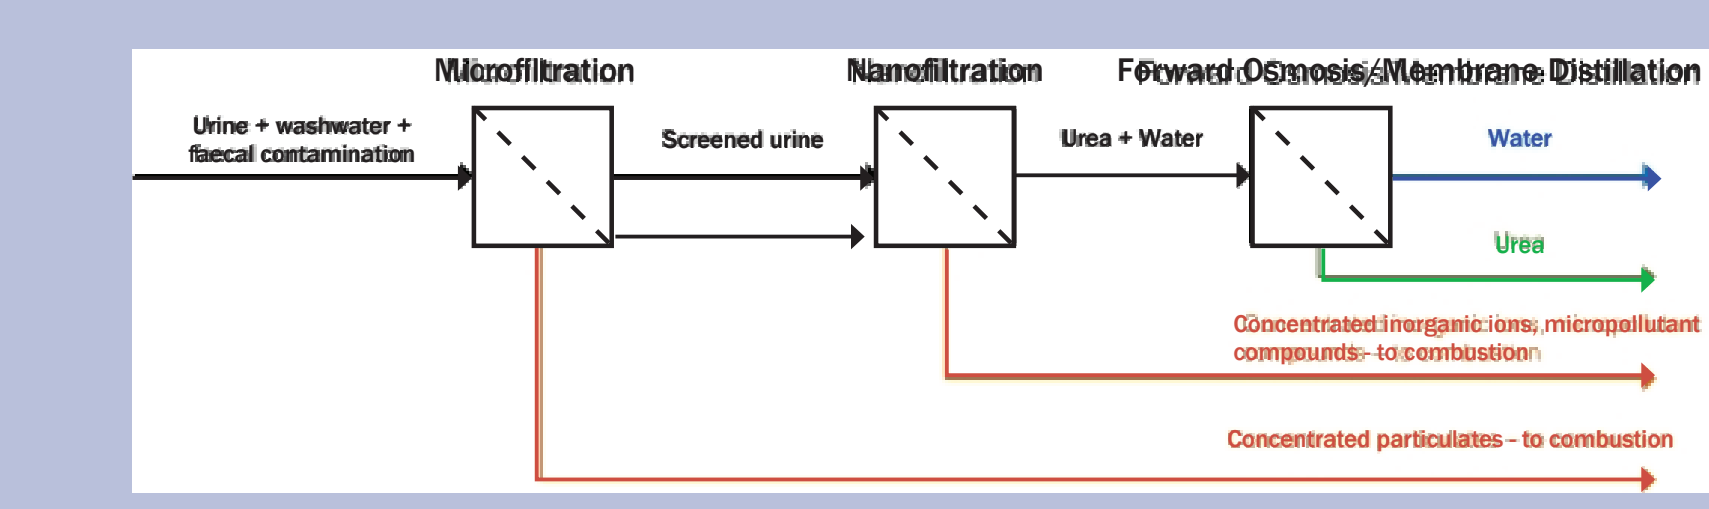 Microfiltration
Nanofiltration
Forward Osmosis/Membrane Distillation
Urine + washwater +
faecal contamination
Screened urine
Urea + Water
Water
Urea
Concentrated inorganic ions, micropollutant
compounds - to combustion
Concentrated particulates - to combustion